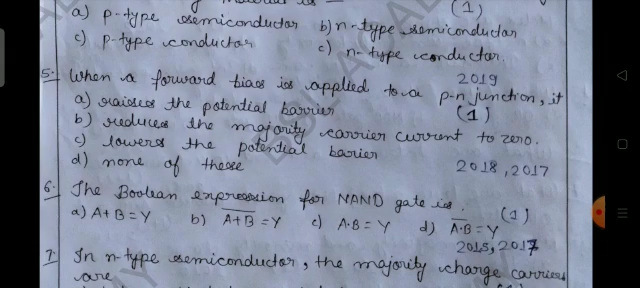 a) p-type semiconductor b) n-type semiconductor (1)
c) p-type conductor c) n-type conductor.
2019
5. When a forward bias is applied to a p-n junction, it
a) raises the potential barrier (1)
b) reduces the majority carrier current to zero.
c) lowers the potential barier
d) none of these 2018, 2017
6. The Boolean expression for NAND gate is. (1)
a) A+B = Y b) \overline{A+B} = Y c) A.B = Y d) \overline{A.B} = Y
2015, 2017
7. In n-type semiconductor, the majority charge carriers
are